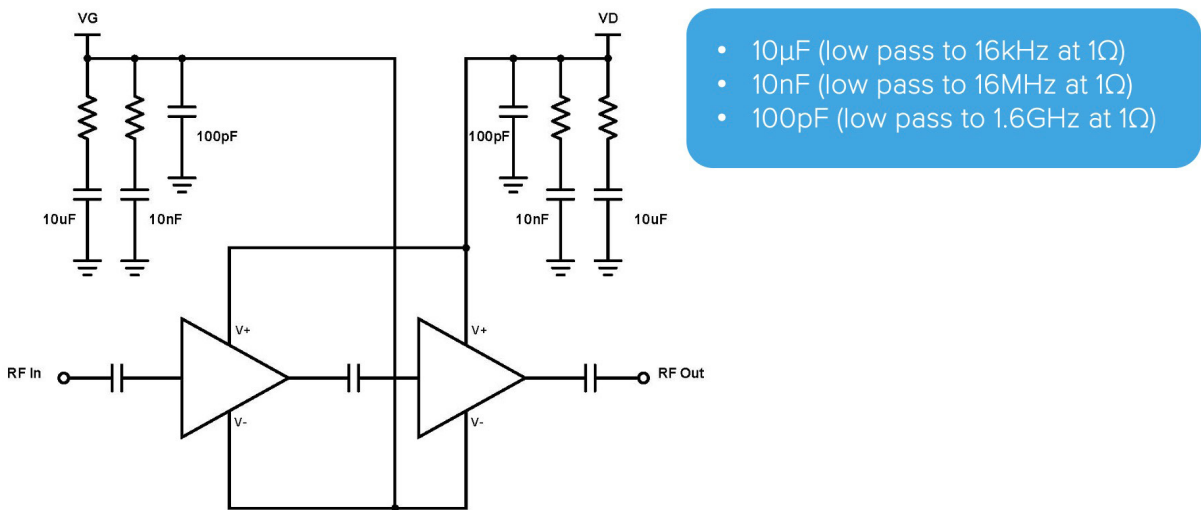 VG
VD
100pF
10uF
10nF
100pF
10nF
10uF
V+
V+
RF In
RF Out
V-
V-
• 10µF (low pass to 16kHz at 1Ω)
• 10nF (low pass to 16MHz at 1Ω)
• 100pF (low pass to 1.6GHz at 1Ω)